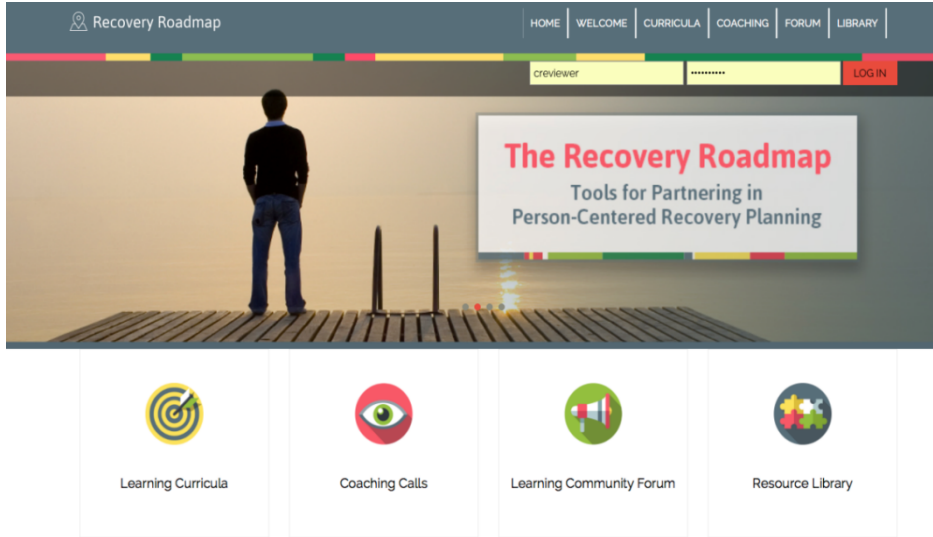 Recovery Roadmap
HOME WELCOME CURRICULA COACHING FORUM LIBRARY
creviewer •••••••••• LOG IN
The Recovery Roadmap
Tools for Partnering in
Person-Centered Recovery Planning
Learning Curricula Coaching Calls Learning Community Forum Resource Library